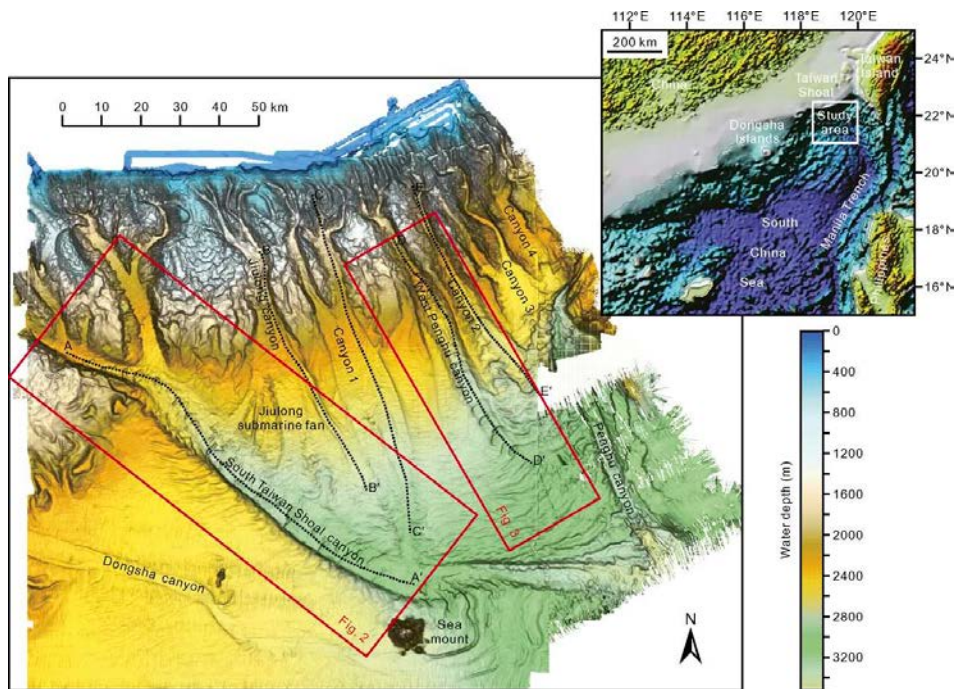 112°E
114°E
116°E
118°E
120°E
200 km
24°N
22°N
20°N
18°N
16°N
China
Taiwan
Island
Taiwan
Shoal
Dongsha
Islands
Study
area
Manila Trench
South
China
Sea
Philippines
0 10 20 30 40 50 km
A
A'
B
B'
C
C'
D
D'
E
E'
Jiulong canyon
Canyon 1
West Penghu canyon
Canyon 2
Canyon 3
Canyon 4
Jiulong
submarine fan
South Taiwan Shoal canyon
Penghu canyon
Dongsha canyon
Fig. 2
Sea
mount
N
Water depth (m)
0
400
800
1200
1600
2000
2400
2800
3200